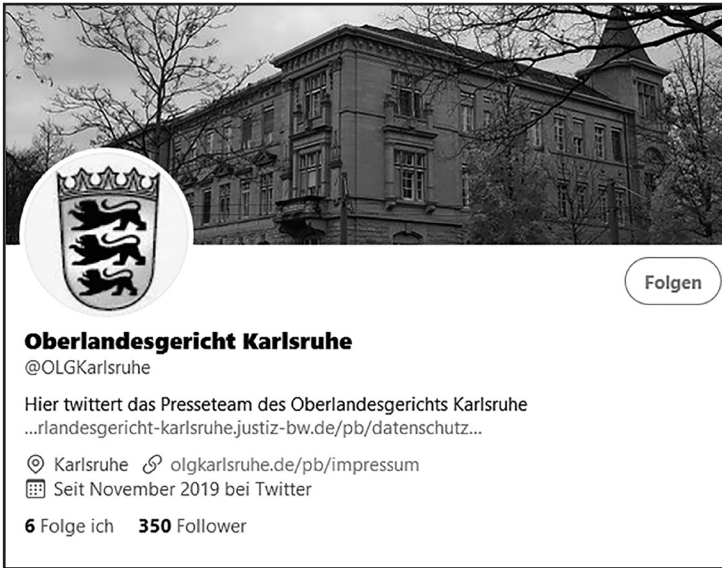 Folgen
Oberlandesgericht Karlsruhe
@OLGKarlsruhe
Hier twittert das Presseteam des Oberlandesgerichts Karlsruhe
...rlandesgericht-karlsruhe.justiz-bw.de/pb/datenschutz...
Karlsruhe olgkarlsruhe.de/pb/impressum
Seit November 2019 bei Twitter
6 Folge ich 350 Follower